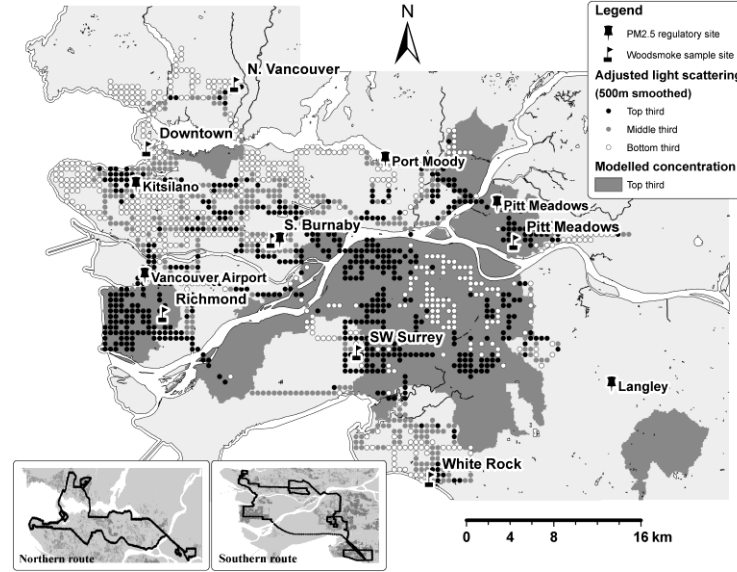 N
Legend
PM2.5 regulatory site
Woodsmoke sample site
Adjusted light scattering
(500m smoothed)
Top third
Middle third
Bottom third
Modelled concentration
Top third
N. Vancouver
Downtown
Port Moody
Kitsilano
Pitt Meadows
Pitt Meadows
S. Burnaby
Vancouver Airport
Richmond
SW Surrey
Langley
White Rock
Northern route
Southern route
0 4 8 16 km